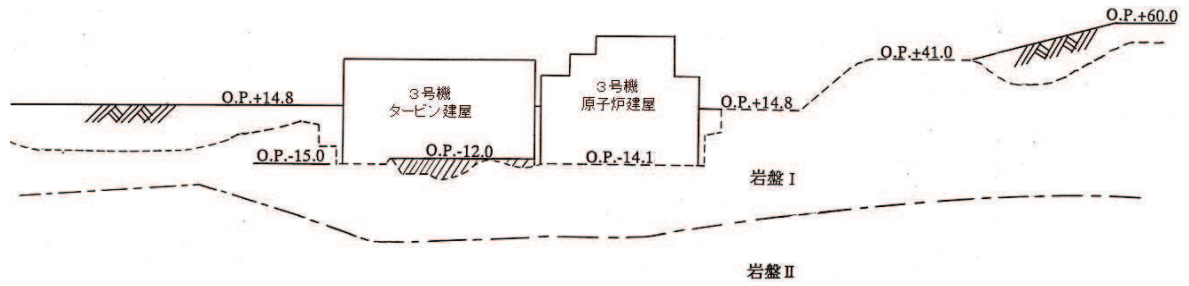 O.P.+60.0
O.P.+41.0
O.P.+14.8
3号機
タービン建屋
3号機
原子炉建屋
O.P.+14.8
O.P.-15.0
O.P.-12.0
O.P.-14.1
岩盤Ⅰ
岩盤Ⅱ